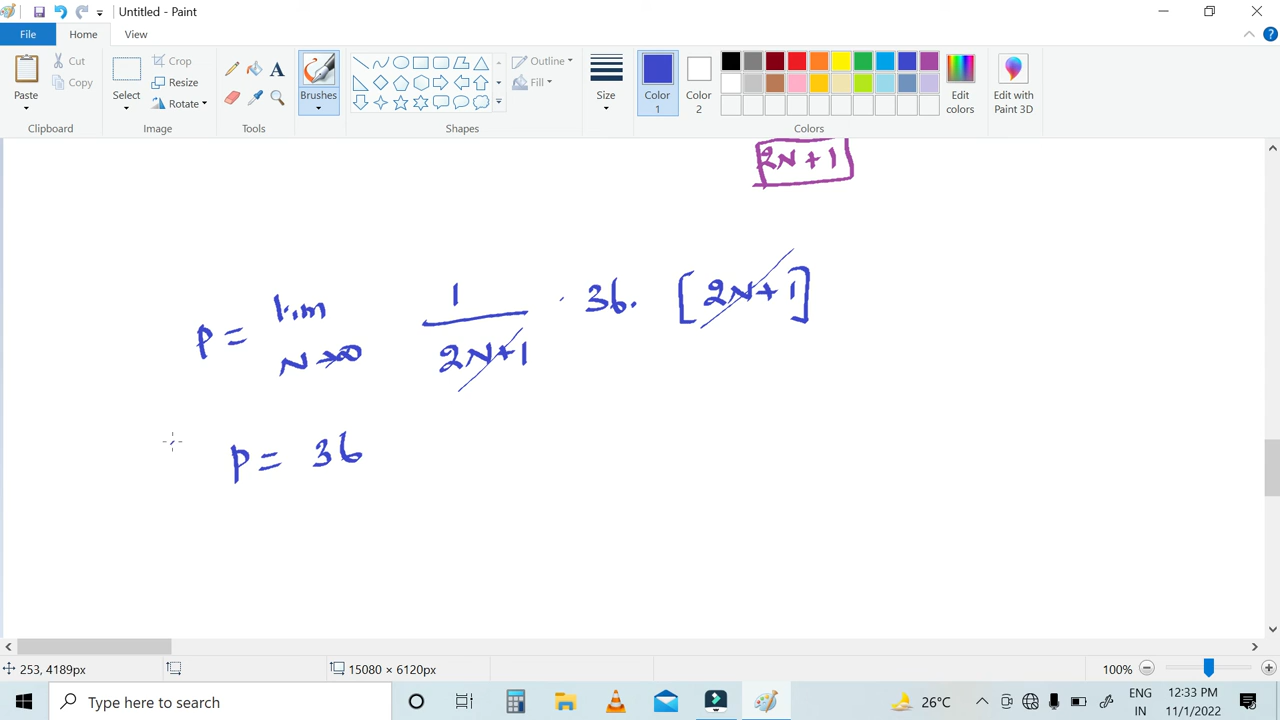 Untitled - Paint
File Home View
Paste Cut Copy
Clipboard
Select Crop Resize Rotate
Image
Tools
Brushes
Outline Fill
Shapes
Size
Color 1
Color 2
Edit colors
Edit with Paint 3D
Colors
2N+1
P = lim N→∞ 1/2N+1 · 36. [2N+1]
P = 36
253, 4189px 15080 × 6120px 100%
Type here to search 26°C ENG IN 12:33 PM 11/1/2022